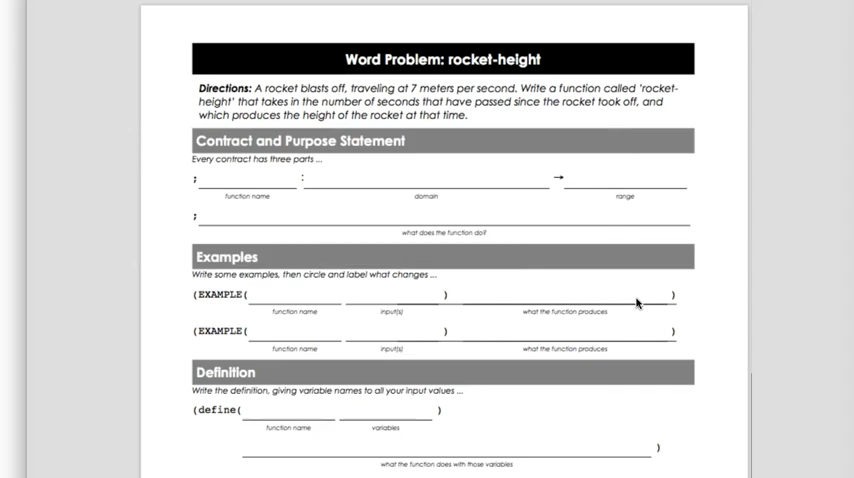 Word Problem: rocket-height
Directions: A rocket blasts off, traveling at 7 meters per second. Write a function called ‘rocket-
height’ that takes in the number of seconds that have passed since the rocket took off, and
which produces the height of the rocket at that time.
Contract and Purpose Statement
Every contract has three parts ...
; : →
function name domain range
;
what does the function do?
Examples
Write some examples, then circle and label what changes ...
(EXAMPLE( ) )
function name input(s) what the function produces
(EXAMPLE( ) )
function name input(s) what the function produces
Definition
Write the definition, giving variable names to all your input values ...
(define( )
function name variables
)
what the function does with those variables